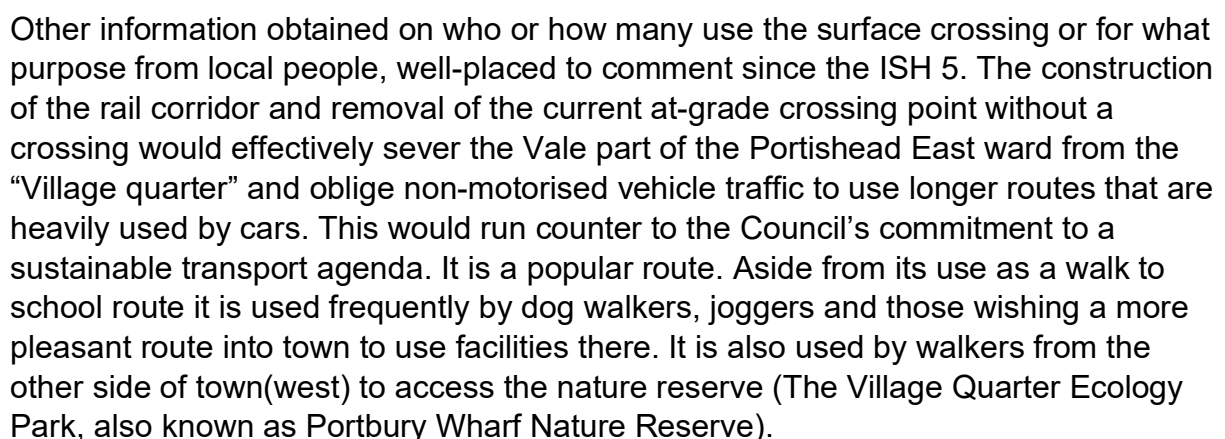 Other information obtained on who or how many use the surface crossing or for what
purpose from local people, well-placed to comment since the ISH 5. The construction
of the rail corridor and removal of the current at-grade crossing point without a
crossing would effectively sever the Vale part of the Portishead East ward from the
“Village quarter” and oblige non-motorised vehicle traffic to use longer routes that are
heavily used by cars. This would run counter to the Council’s commitment to a
sustainable transport agenda. It is a popular route. Aside from its use as a walk to
school route it is used frequently by dog walkers, joggers and those wishing a more
pleasant route into town to use facilities there. It is also used by walkers from the
other side of town(west) to access the nature reserve (The Village Quarter Ecology
Park, also known as Portbury Wharf Nature Reserve).